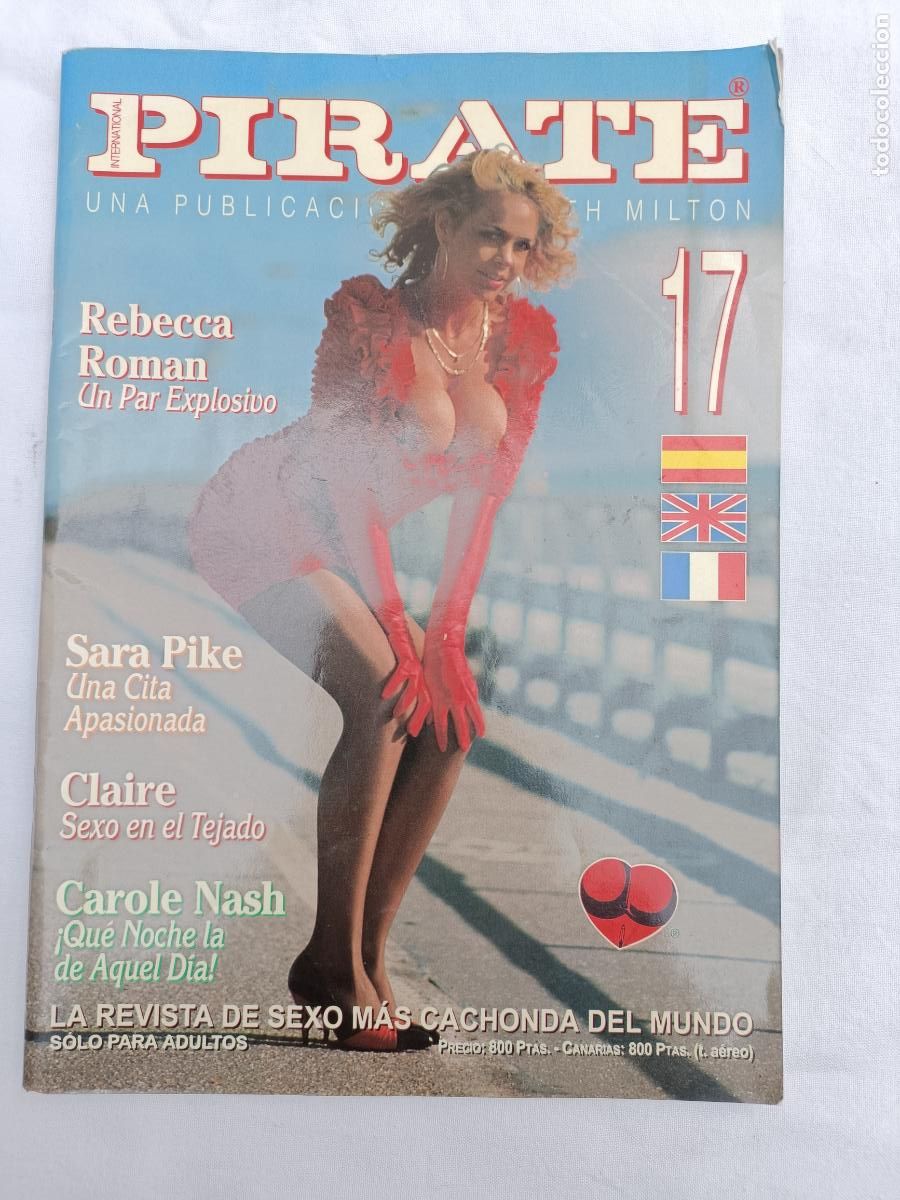 INTERNATIONAL
PIRATE®
UNA PUBLICACIO TH MILTON
17
Rebecca
Roman
Un Par Explosivo
Sara Pike
Una Cita
Apasionada
Claire
Sexo en el Tejado
Carole Nash
¡Qué Noche la
de Aquel Día!
®
LA REVISTA DE SEXO MÁS CACHONDA DEL MUNDO
SÓLO PARA ADULTOS
PRECIO: 800 PTAS. - CANARIAS: 800 PTAS. (t. aéreo)
todocoleccion